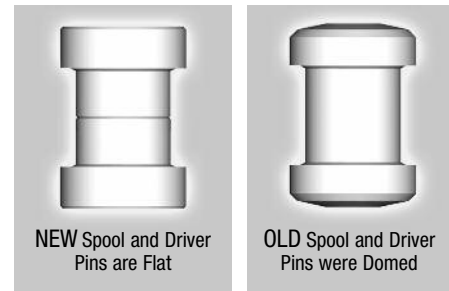 NEW Spool and Driver
Pins are Flat
OLD Spool and Driver
Pins were Domed